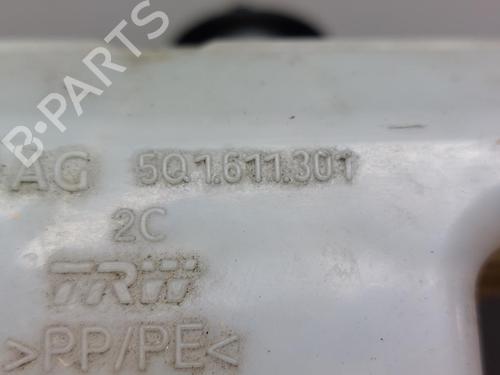 B-PARTS
AG 5Q1.611.301
2C
TRW
>PP/PE<